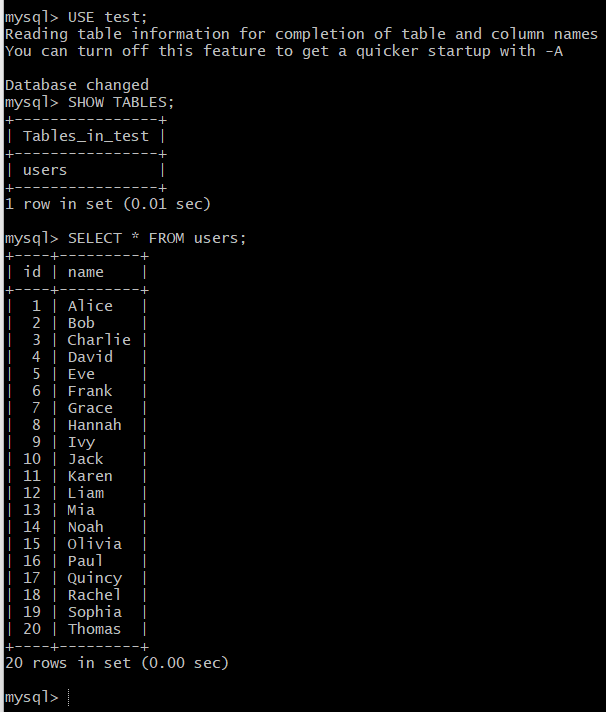 mysql> USE test;
Reading table information for completion of table and column names
You can turn off this feature to get a quicker startup with -A

Database changed
mysql> SHOW TABLES;
+----------------+
| Tables_in_test |
+----------------+
| users          |
+----------------+
1 row in set (0.01 sec)

mysql> SELECT * FROM users;
+----+---------+
| id | name    |
+----+---------+
|  1 | Alice   |
|  2 | Bob     |
|  3 | Charlie |
|  4 | David   |
|  5 | Eve     |
|  6 | Frank   |
|  7 | Grace   |
|  8 | Hannah  |
|  9 | Ivy     |
| 10 | Jack    |
| 11 | Karen   |
| 12 | Liam    |
| 13 | Mia     |
| 14 | Noah    |
| 15 | Olivia  |
| 16 | Paul    |
| 17 | Quincy  |
| 18 | Rachel  |
| 19 | Sophia  |
| 20 | Thomas  |
+----+---------+
20 rows in set (0.00 sec)

mysql>